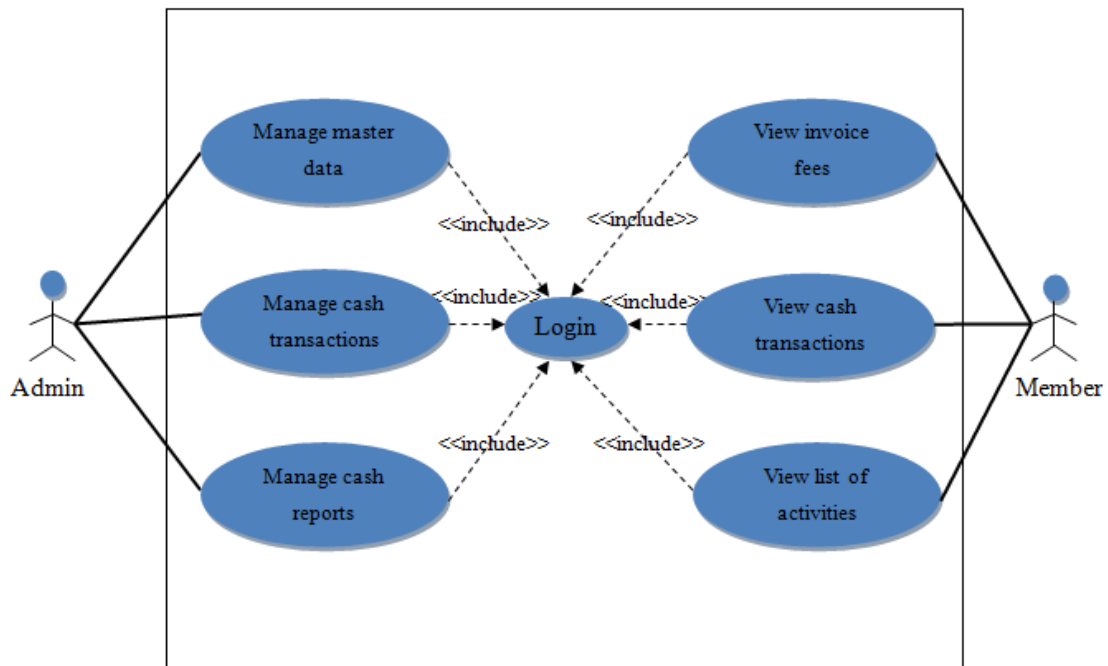 Manage master
data
View invoice
fees
<<include>>
<<include>>
Admin
Manage cash
transactions
<<include>>
Login
<<include>>
View cash
transactions
Member
<<include>>
<<include>>
Manage cash
reports
View list of
activities